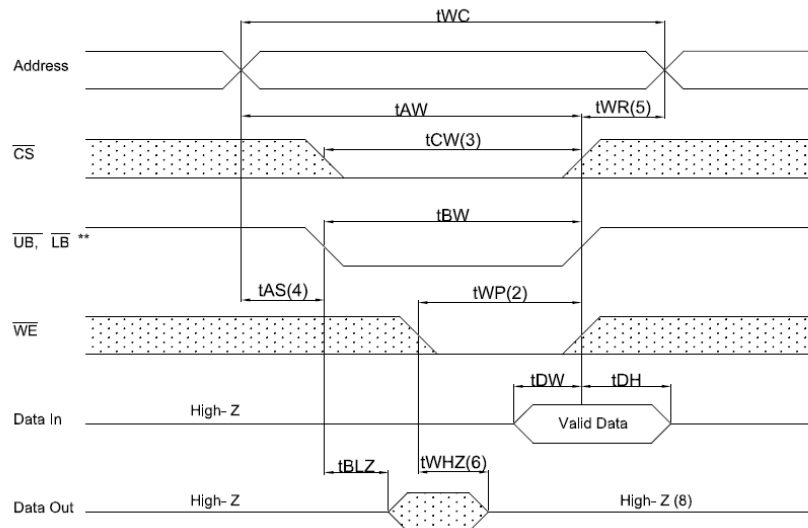 tWC
Address
tAW
tWR(5)
CS
tCW(3)
UB, LB **
tBW
tAS(4)
tWP(2)
WE
tDW
tDH
Data In
High- Z
Valid Data
tBLZ
tWHZ(6)
Data Out
High- Z
High- Z (8)